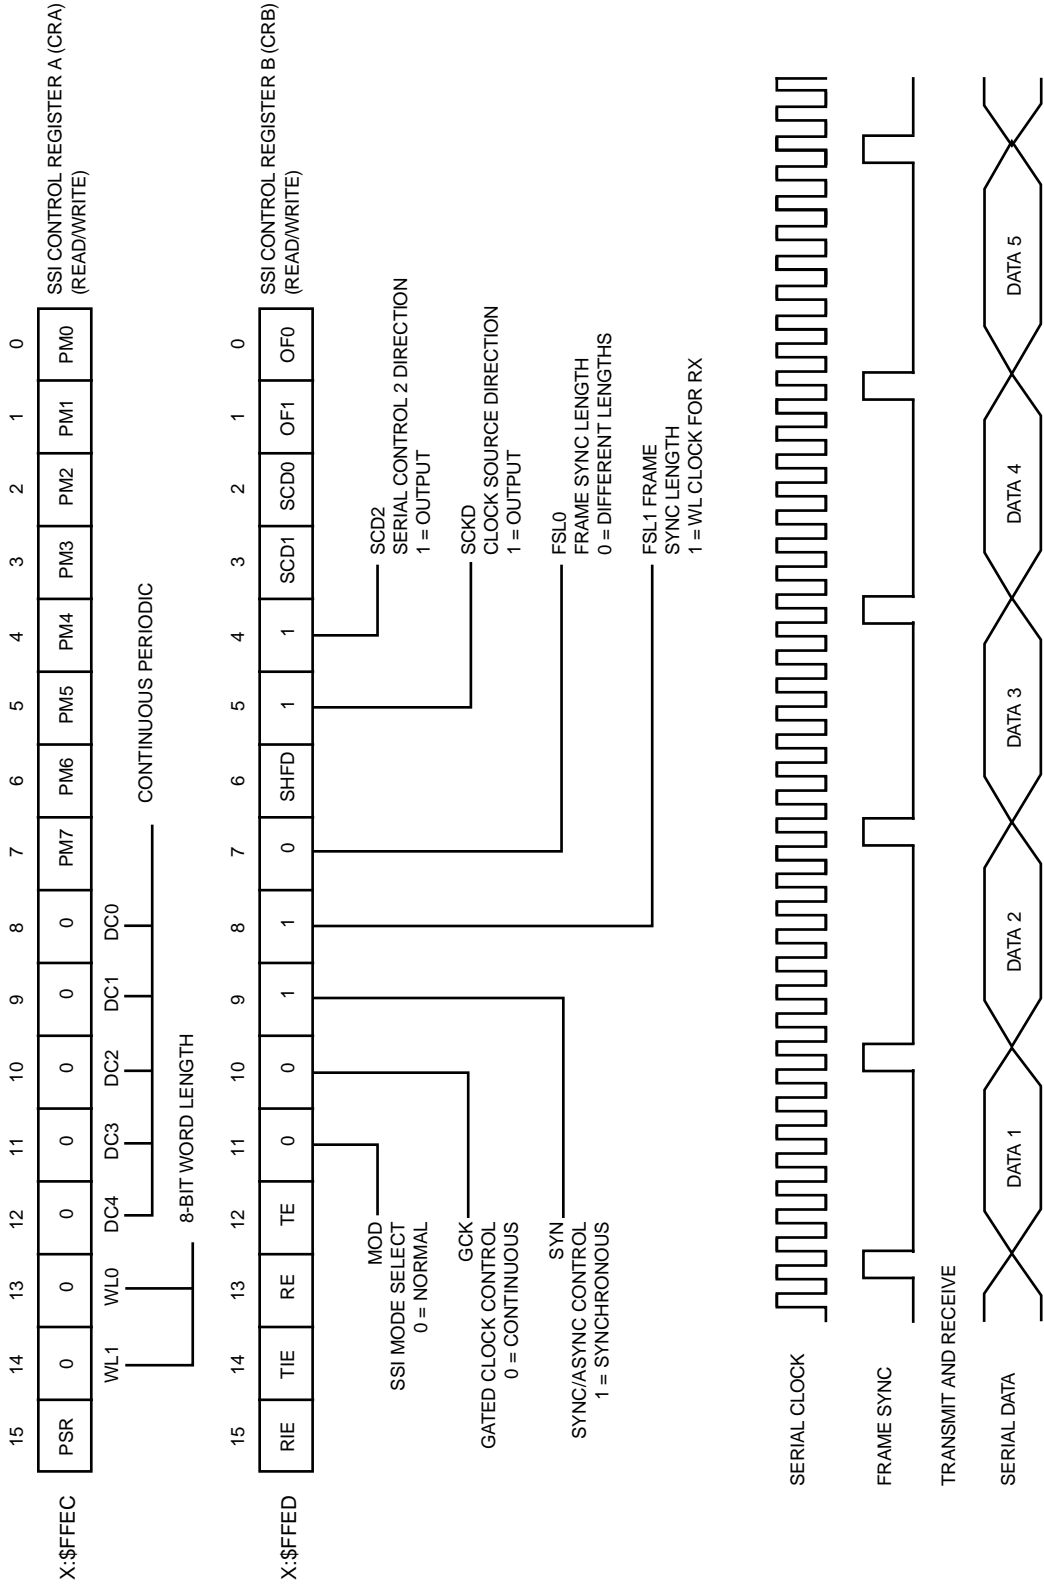 15 14 13 12 11 10 9 8 7 6 5 4 3 2 1 0
X:$FFEC PSR 0 0 0 0 0 0 0 PM7 PM6 PM5 PM4 PM3 PM2 PM1 PM0
SSI CONTROL REGISTER A (CRA)
(READ/WRITE)
WL1 WL0 DC4 DC3 DC2 DC1 DC0
CONTINUOUS PERIODIC
8-BIT WORD LENGTH
15 14 13 12 11 10 9 8 7 6 5 4 3 2 1 0
X:$FFED RIE TIE RE TE 0 0 1 1 0 SHFD 1 1 SCD1 SCD0 OF1 OF0
SSI CONTROL REGISTER B (CRB)
(READ/WRITE)
MOD
SSI MODE SELECT
0 = NORMAL
GCK
GATED CLOCK CONTROL
0 = CONTINUOUS
SYN
SYNC/ASYNC CONTROL
1 = SYNCHRONOUS
SCD2
SERIAL CONTROL 2 DIRECTION
1 = OUTPUT
SCKD
CLOCK SOURCE DIRECTION
1 = OUTPUT
FSL0
FRAME SYNC LENGTH
0 = DIFFERENT LENGTHS
FSL1 FRAME
SYNC LENGTH
1 = WL CLOCK FOR RX
SERIAL CLOCK
FRAME SYNC
TRANSMIT AND RECEIVE
SERIAL DATA
DATA 1 DATA 2 DATA 3 DATA 4 DATA 5